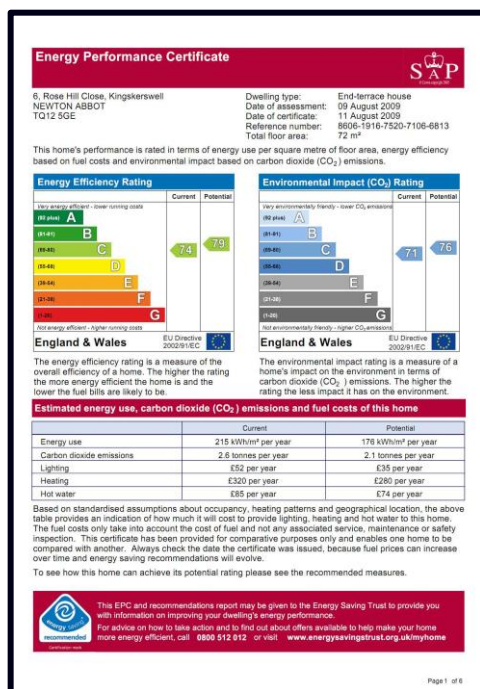 Energy Performance Certificate
SAP
6, Rose Hill Close, Kingskerswell
NEWTON ABBOT
TQ12 5GE
Dwelling type: End-terrace house
Date of assessment: 09 August 2009
Date of certificate: 11 August 2009
Reference number: 8606-1916-7520-7106-6813
Total floor area: 72 m²
This home's performance is rated in terms of energy use per square metre of floor area, energy efficiency
based on fuel costs and environmental impact based on carbon dioxide (CO₂) emissions.
Energy Efficiency Rating
Current Potential
Very energy efficient - lower running costs
(92 plus) A
(81-91) B
(69-80) C
(55-68) D
(39-54) E
(21-38) F
(1-20) G
74
79
Not energy efficient - higher running costs
England & Wales
EU Directive
2002/91/EC
Environmental Impact (CO₂) Rating
Current Potential
Very environmentally friendly - lower CO₂ emissions
(92 plus) A
(81-91) B
(69-80) C
(55-68) D
(39-54) E
(21-38) F
(1-20) G
71
76
Not environmentally friendly - higher CO₂ emissions
England & Wales
EU Directive
2002/91/EC
The energy efficiency rating is a measure of the
overall efficiency of a home. The higher the rating
the more energy efficient the home is and the
lower the fuel bills are likely to be.
The environmental impact rating is a measure of a
home's impact on the environment in terms of
carbon dioxide (CO₂) emissions. The higher the
rating the less impact it has on the environment.
Estimated energy use, carbon dioxide (CO₂) emissions and fuel costs of this home
Current Potential
Energy use 215 kWh/m² per year 176 kWh/m² per year
Carbon dioxide emissions 2.6 tonnes per year 2.1 tonnes per year
Lighting £52 per year £35 per year
Heating £320 per year £280 per year
Hot water £85 per year £74 per year
Based on standardised assumptions about occupancy, heating patterns and geographical location, the above
table provides an indication of how much it will cost to provide lighting, heating and hot water to this home.
The fuel costs only take into account the cost of fuel and not any associated service, maintenance or safety
inspection. This certificate has been provided for comparative purposes only and enables one home to be
compared with another. Always check the date the certificate was issued, because fuel prices can increase
over time and energy saving recommendations will evolve.
To see how this home can achieve its potential rating please see the recommended measures.
energy saving
recommended
Certification mark
This EPC and recommendations report may be given to the Energy Saving Trust to provide you
with information on improving your dwelling's energy performance.
For advice on how to take action and to find out about offers available to help make your home
more energy efficient, call 0800 512 012 or visit www.energysavingstrust.org.uk/myhome
Page 1 of 6